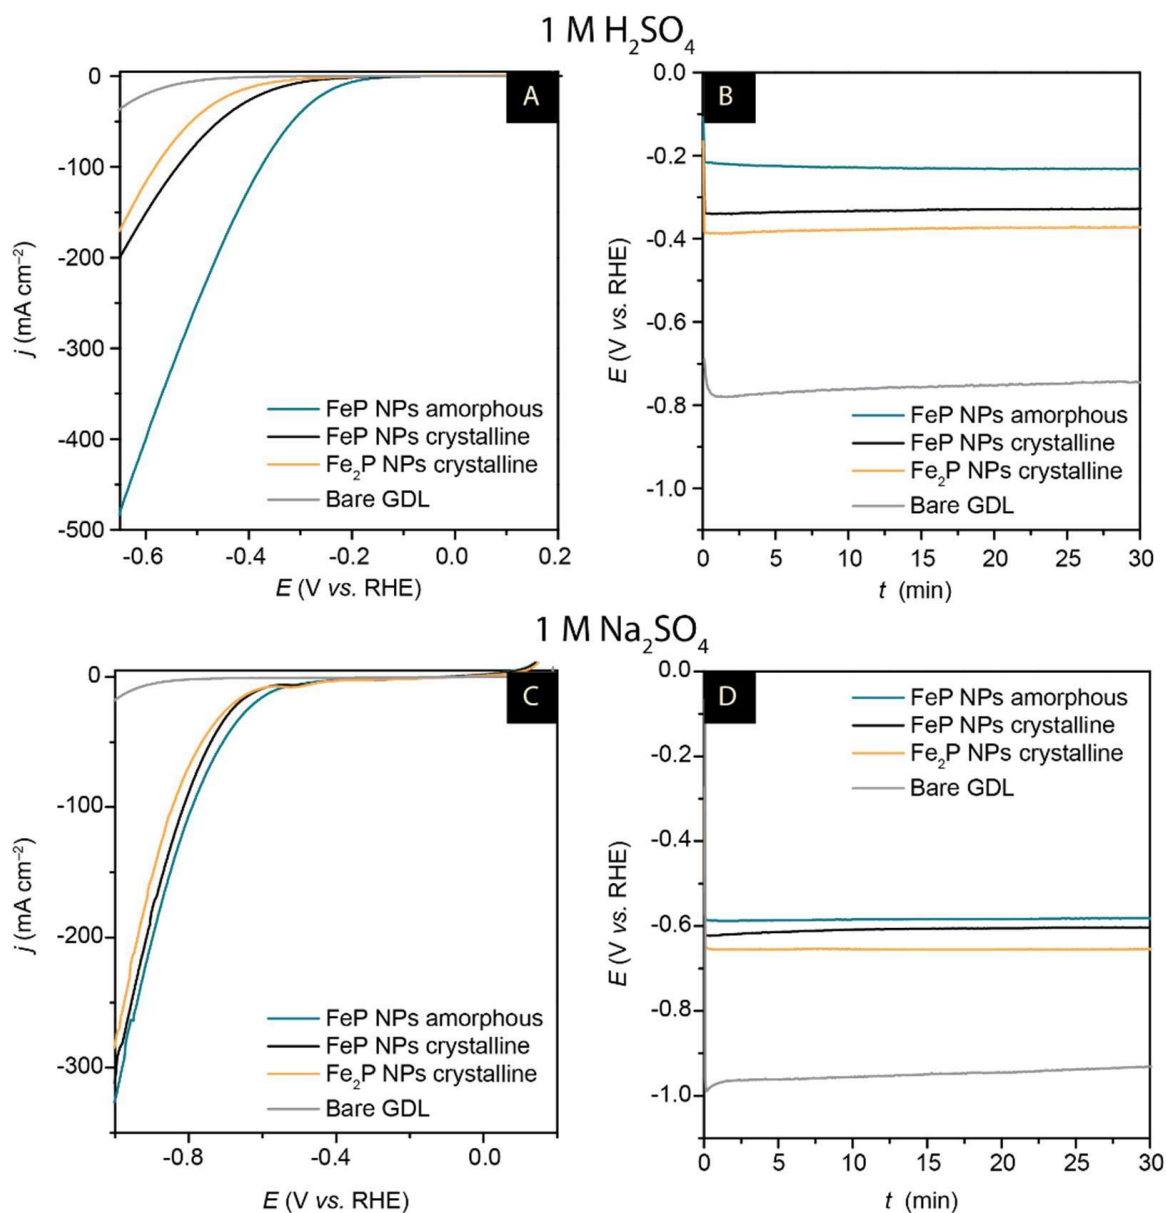 1 M H₂SO₄
A
0
-100
-200
-300
-400
-500
j (mA cm⁻²)
FeP NPs amorphous
FeP NPs crystalline
Fe₂P NPs crystalline
Bare GDL
-0.6
-0.4
-0.2
0.0
0.2
E (V vs. RHE)
B
0.0
-0.2
-0.4
-0.6
-0.8
-1.0
E (V vs. RHE)
FeP NPs amorphous
FeP NPs crystalline
Fe₂P NPs crystalline
Bare GDL
0
5
10
15
20
25
30
t (min)
1 M Na₂SO₄
C
0
-100
-200
-300
j (mA cm⁻²)
FeP NPs amorphous
FeP NPs crystalline
Fe₂P NPs crystalline
Bare GDL
-0.8
-0.4
0.0
E (V vs. RHE)
D
0.0
-0.2
-0.4
-0.6
-0.8
-1.0
E (V vs. RHE)
FeP NPs amorphous
FeP NPs crystalline
Fe₂P NPs crystalline
Bare GDL
0
5
10
15
20
25
30
t (min)